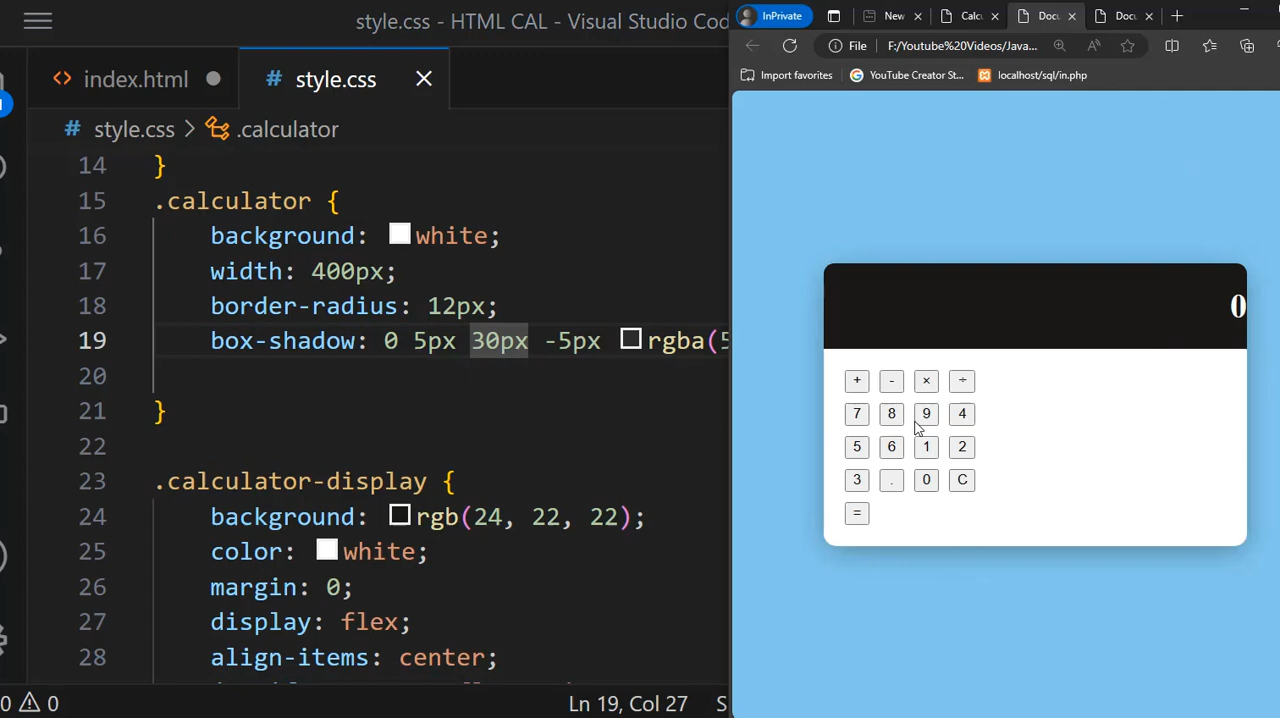 style.css - HTML CAL - Visual Studio Cod
index.html
# style.css
# style.css > .calculator
14 }
15 .calculator {
16 background: white;
17 width: 400px;
18 border-radius: 12px;
19 box-shadow: 0 5px 30px -5px rgba(5
20
21 }
22
23 .calculator-display {
24 background: rgb(24, 22, 22);
25 color: white;
26 margin: 0;
27 display: flex;
28 align-items: center;
0 0
Ln 19, Col 27 S
InPrivate
New
Calcu
Docu
Docu
File
F:/Youtube%20Videos/Java...
Import favorites
YouTube Creator St...
localhost/sql/in.php
0
+ - × ÷
7 8 9 4
5 6 1 2
3 . 0 C
=